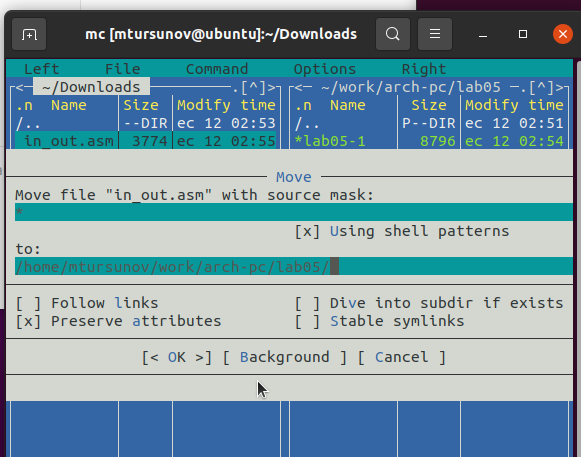 mc [mtursunov@ubuntu]:~/Downloads
Left File Command Options Right
<─ ~/Downloads ─.[^]> <─ ~/work/arch-pc/lab05 ─.[^]>
.n Name Size Modify time .n Name Size Modify time
/.. --DIR ec 12 02:53 /.. P--DIR ec 12 02:51
in_out.asm 3774 ec 12 02:55 *lab05-1 8796 ec 12 02:54
Move
Move file "in_out.asm" with source mask:
*
[x] Using shell patterns
to:
/home/mtursunov/work/arch-pc/lab05/
[ ] Follow links [ ] Dive into subdir if exists
[x] Preserve attributes [ ] Stable symlinks
[< OK >] [ Background ] [ Cancel ]